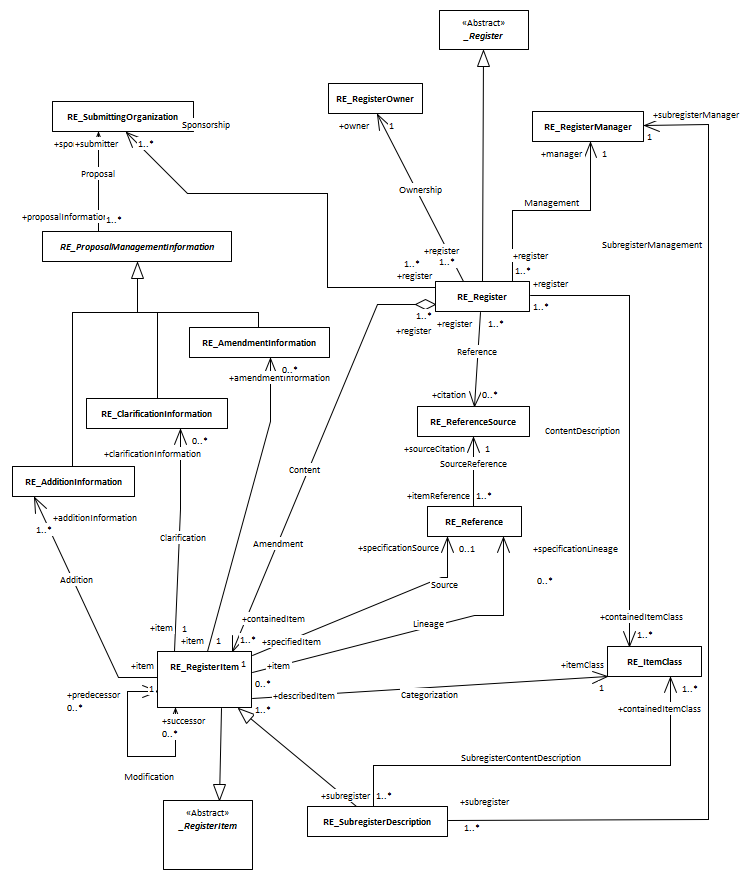 «Abstract»
_Register
RE_SubmittingOrganization
Sponsorship
RE_RegisterOwner
+owner
1
RE_RegisterManager
+subregisterManager
1
+manager
1
+spo
+submitter
1..*
Proposal
+proposalInformation
1..*
Ownership
Management
SubregisterManagement
RE_ProposalManagementInformation
+register
1..*
1..*
+register
+register
1..*
RE_Register
+register
1..*
1..*
+register
+register
1..*
RE_AmendmentInformation
0..*
+amendmentInformation
Reference
+citation
0..*
RE_ClarificationInformation
0..*
+clarificationInformation
RE_ReferenceSource
+sourceCitation
1
SourceReference
ContentDescription
Content
RE_AdditionInformation
+additionInformation
1..*
+itemReference
1..*
RE_Reference
Clarification
Amendment
+specificationSource
0..1
+specificationLineage
0..*
Addition
Source
Lineage
+containedItem
1..*
+containedItemClass
1..*
+item
1
+item
1
+specifiedItem
+item
RE_RegisterItem
1
+item
1
0..*
+describedItem
1..*
Categorization
+itemClass
1
RE_ItemClass
1..*
+containedItemClass
+predecessor
0..*
+successor
0..*
Modification
SubregisterContentDescription
+subregister
1..*
+subregister
1..*
RE_SubregisterDescription
«Abstract»
_RegisterItem